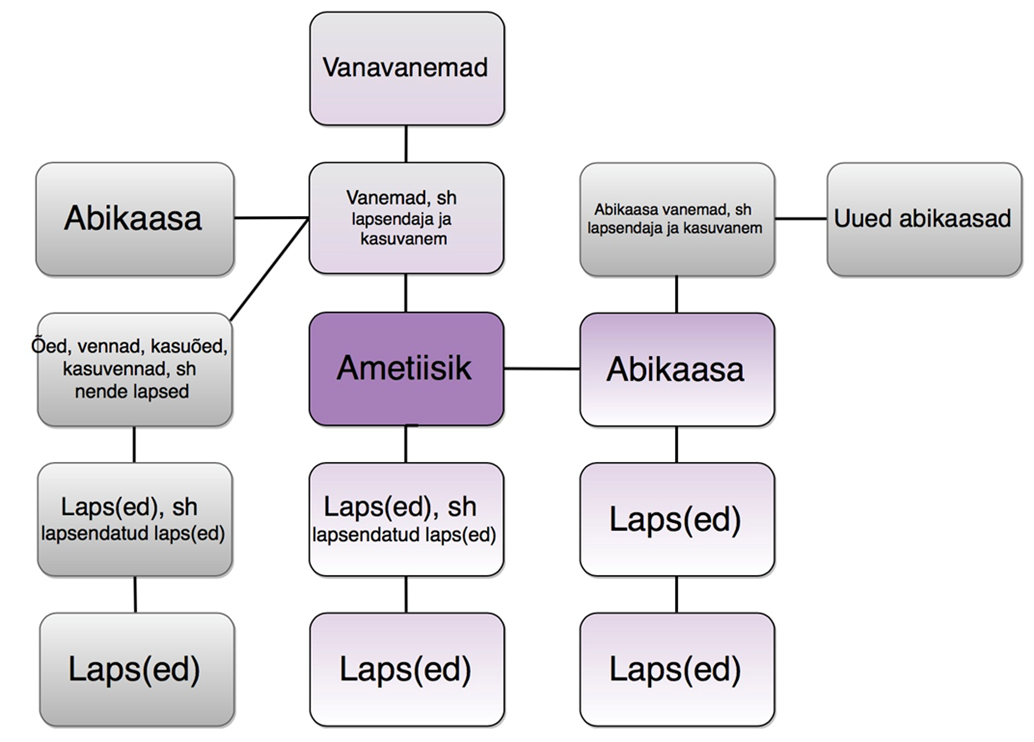 Vanavanemad
Abikaasa
Vanemad, sh
lapsendaja ja
kasuvanem
Abikaasa vanemad, sh
lapsendaja ja kasuvanem
Uued abikaasad
Õed, vennad, kasuõed,
kasuvennad, sh
nende lapsed
Ametiisik
Abikaasa
Laps(ed), sh
lapsendatud laps(ed)
Laps(ed), sh
lapsendatud laps(ed)
Laps(ed)
Laps(ed)
Laps(ed)
Laps(ed)